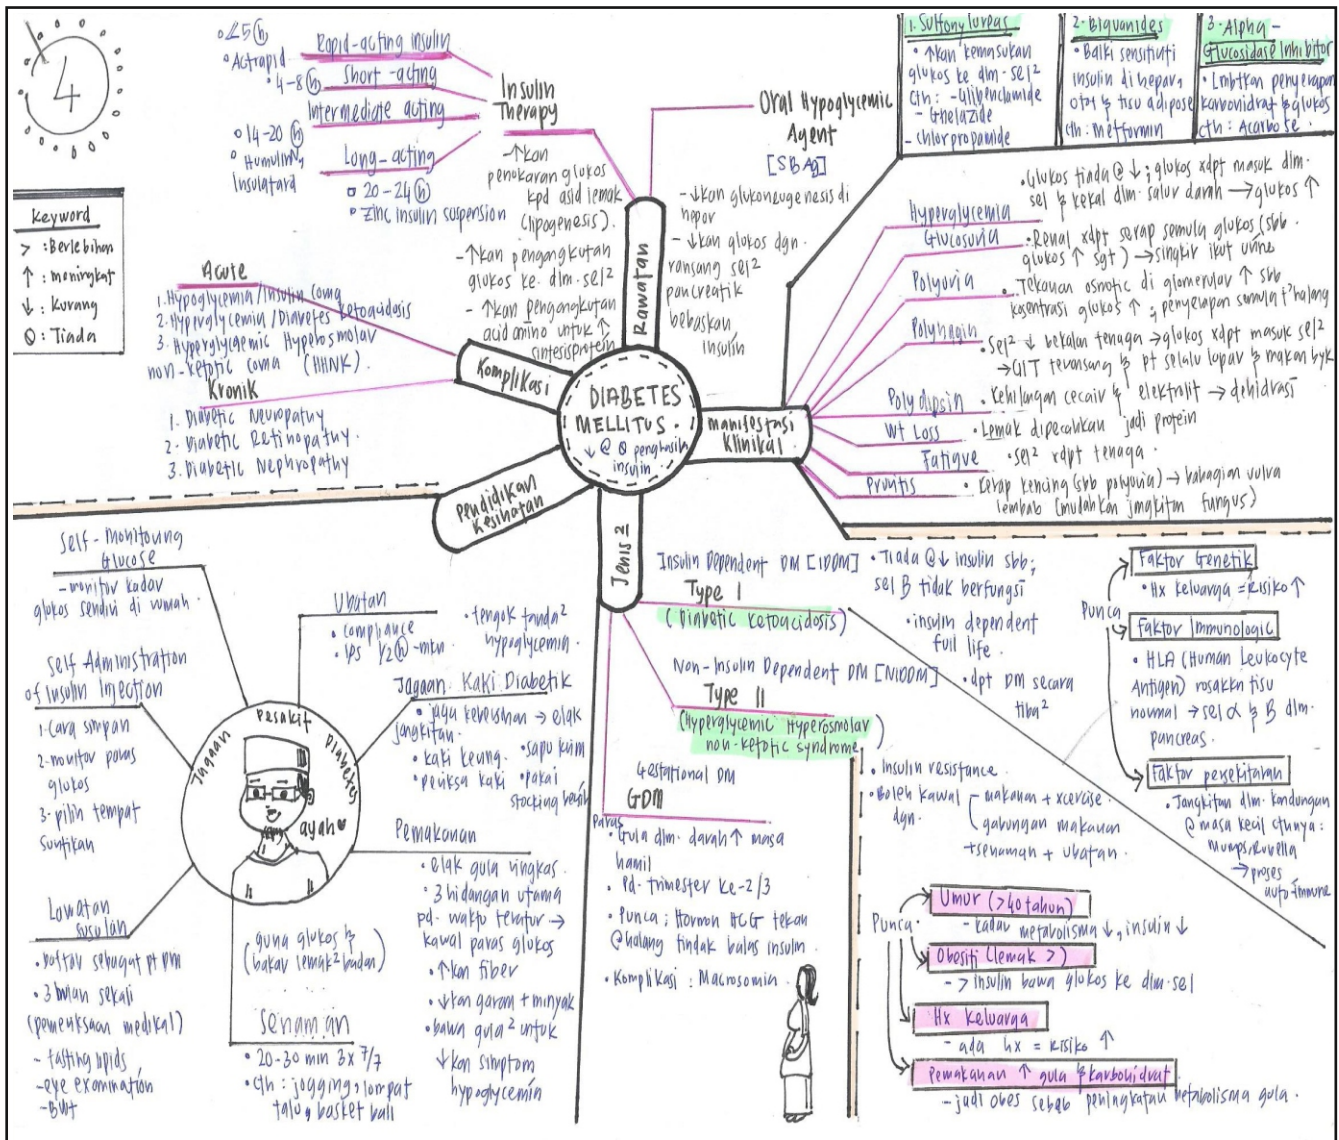 4
Keyword
> : Berlebihan
↑ : meningkat
↓ : Kurang
Q : Tiada
DIABETES
MELLITUS.
↓ @ Q penghasil
insulin
Rawatan
Insulin
Therapy
Rapid-acting insulin
∠5 (h)
Actrapid
Short-acting
4-8 (h)
Intermediate acting
14-20 (h)
Humulin N,
Insulatard
Long-acting
20-24 (h)
Zinc insulin suspension
- ↑kan
penukaran glukos
kpd asid lemak
(lipogenesis).
- ↑kan pengangkutan
glukos ke dlm. sel²
- ↑kan pengangkutan
acid amino untuk ↑
sintesisprotein
Oral Hypoglycemic
Agent
[SBAg]
- ↓kan glukoneugenesis di
hepar
- ↓kan glukos dgn.
ransang sel²
pancreatik
bebaskan
insulin
1. Sulfonylureas
• ↑kan kemasukan
glukos ke dlm. sel²
Cth: -Glibenclamide
- Gliclazide
- chlorpropamide
2- Biguanides
• Baiki sensitiviti
insulin di hepar,
otot & tisu adipose
cth: Metformin
3- Alpha-
Glucosidase Inhibitor
• Lmbtkan penyerapan
karbohidrat & glukos
cth: Acarbose.
Manifestasi
Klinikal
Hyperglycemia
• Glukos tiada @ ↓ ; glukos xdpt masuk dlm.
sel & kekal dlm. salur darah → glukos ↑
Glucosuria
• Renal xdpt serap semula glukos (sbb.
glukos ↑ sgt) → singkir ikut urine
Polyuria
• Tekanan osmotic di glomerular ↑ sbb
kosentrasi glukos ↑ ; penyerapan semula t'halang
Polyhagia
• Sel² ↓ bekalan tenaga → glokos xdpt masuk sel²
→ GIT teransang & pt selalu lapar & makan byk
Polydipsia
• Kehilangan cecair & elektrolit → dehidrasi
Wt Loss
• Lemak dipecahkan jadi protein
Fatigue
• sel² xdpt tenaga.
Pruritis
• Kerap kencing (sbb polyuria) → bahagian vulva
lembab (mudahkan jangkitan fungus)
Komplikasi
Acute
1. Hypoglycemia/Insulin Coma
2. Hyperglycemia/Diabetes Ketoacidosis
3. Hyperglycemic Hyperosmolar
non-ketotic coma (HHNK).
Kronik
1. Diabetic Neuropathy
2. Diabetic Retinopathy.
3. Diabetic Nephropathy
Pendidikan
Kesihatan
Jagaan Pesakit Diabetes
ayah
Self-Monitoring
Glucose
-monitor kadar
glukos sendiri di rumah.
Self Administration
of Insulin Injection
1-Cara simpan
2-monitor paras
glukos
3-pilih tempat
suntikan
Lawatan
susulan
• Daftar sebagai pt DM
• 3 bulan sekali
(pemeriksaan medikal)
- fasting lipids
-eye examination
-BWt
Ubatan
• compliance
• 1/2 (h) -mkn
• tengok tanda²
hypoglycemia.
Jagaan Kaki Diabetik
• jaga kebersihan → elak
jangkitan.
• kaki kering.
• periksa kaki
• sapu krim
• pakai
stocking bersih
Pemakanan
• elak gula ringkas.
• 3 hidangan utama
pd. waktu teratur →
kawal paras glukos
• ↑kan fiber
• ↓kan garam + minyak
• bawa gula² untuk
↓kan simptom
hypoglycemia
(guna glukos &
bakar lemak² badan)
Senaman
• 20-30 min 3x 7/7
• cth: jogging, lompat
tali, basket ball
Jenis²
Insulin Dependent DM [IDDM]
Type I
(Diabetic ketoacidosis)
• Tiada @ ↓ insulin sbb;
sel B tidak berfungsi
• insulin dependent
full life.
• dpt DM secara
tiba²
Punca
Faktor Genetik
• Hx keluarga = Risiko ↑
Faktor Immunologic
• HLA (Human Leukocyte
Antigen) rosakkn tisu
normal → sel α & B dlm.
pancreas.
Faktor persekitaran
• Jangkitan dlm. kandungan
@ masa kecil cthnya:
mumps, Rubella
→ proses
auto-immune
Non-Insulin Dependent DM [NIDDM]
Type II
(Hyperglycemic Hyperosmolar
non-ketotic syndrome)
• Insulin resistance.
• Boleh kawal
dgn.
- makanan + xcercise.
- gabungan makanan
+senaman + ubatan.
Punca
Umur (>40 tahun)
- kadar metabolisma ↓, insulin ↓
Obesiti (lemak >)
- > insulin bawa glukos ke dlm. sel
Hx Keluarga
- ada hx = Risiko ↑
Pemakanan ↑ gula & karbohidrat
- jadi obes sebab peningkatan metabolisma gula.
Gestational DM
GDM
Paras
• Gula dlm. darah ↑ masa
hamil
• Pd. trimester ke-2/3
• Punca : Hormon HCG tekan
@ halang tindak balas insulin.
• Komplikasi : Macrosomia.